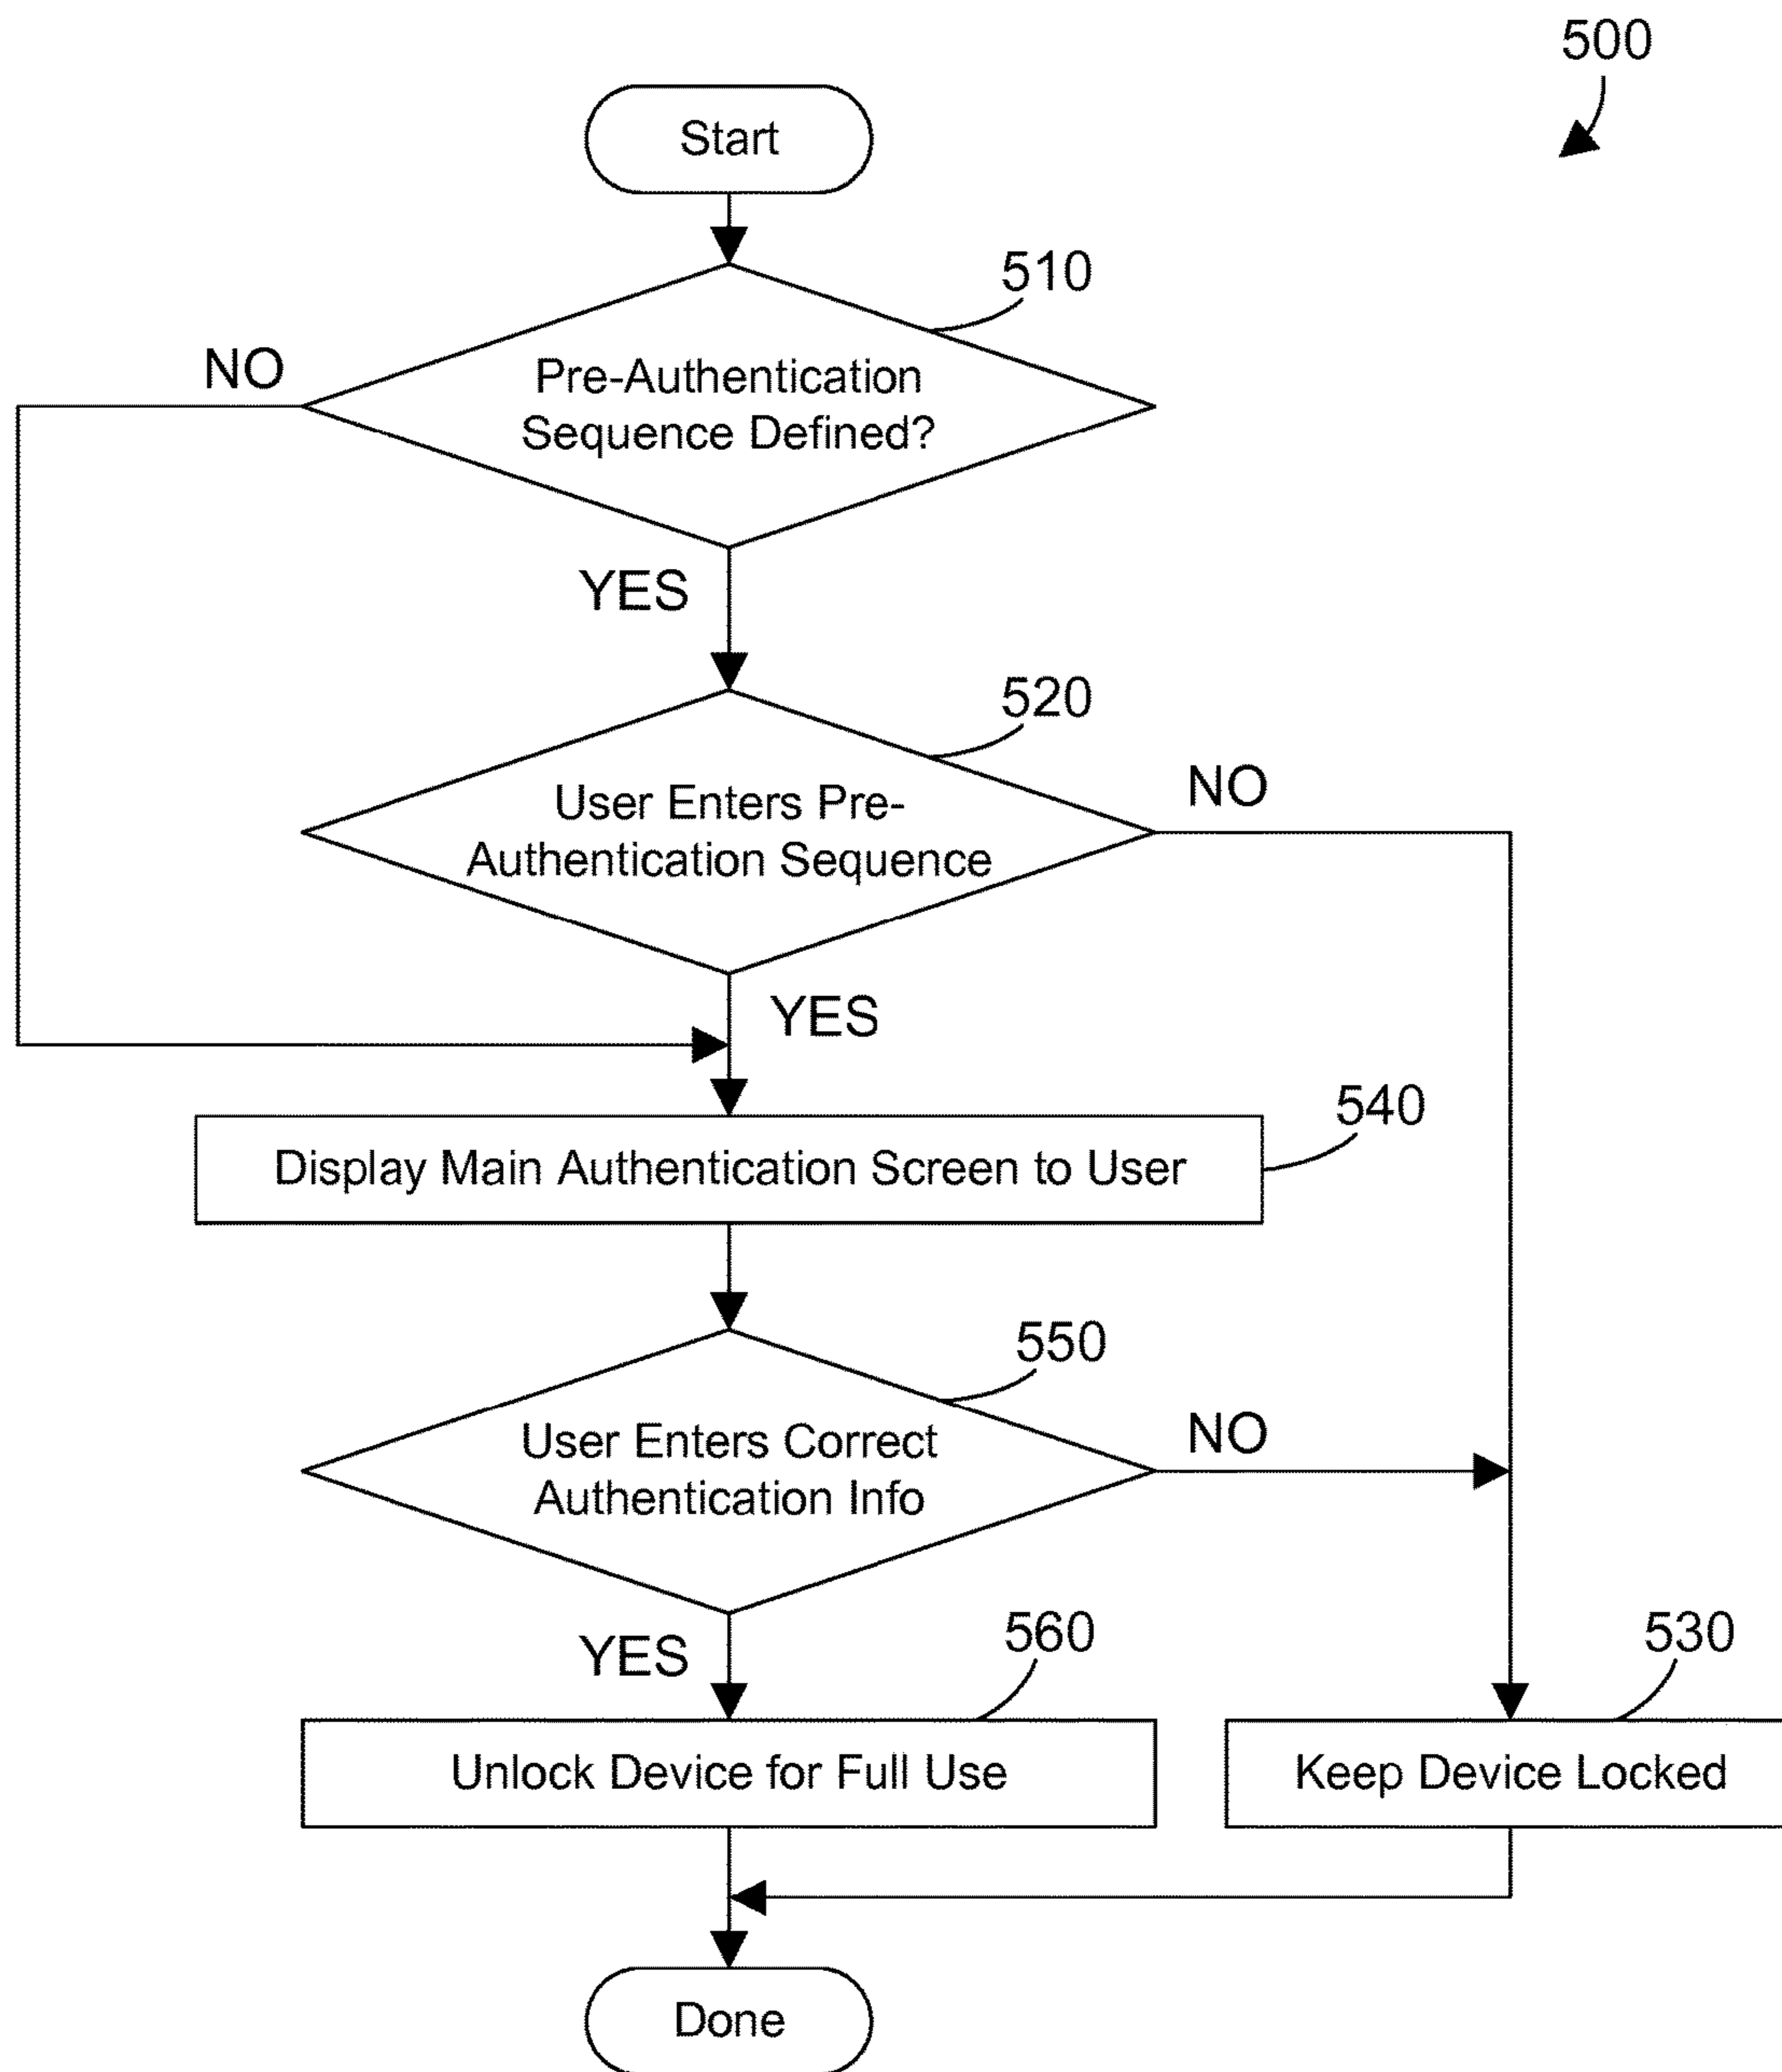 500
Start
510
NO
Pre-Authentication
Sequence Defined?
YES
520
User Enters Pre-
Authentication Sequence
NO
YES
540
Display Main Authentication Screen to User
550
User Enters Correct
Authentication Info
NO
YES
560
530
Unlock Device for Full Use
Keep Device Locked
Done